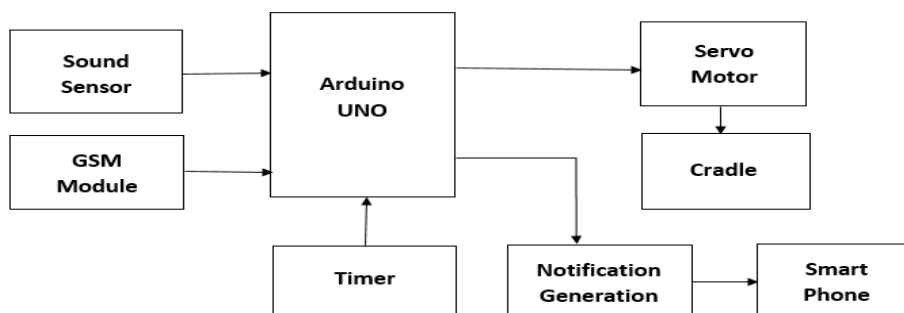 Sound
Sensor
GSM
Module
Arduino
UNO
Timer
Servo
Motor
Cradle
Notification
Generation
Smart
Phone